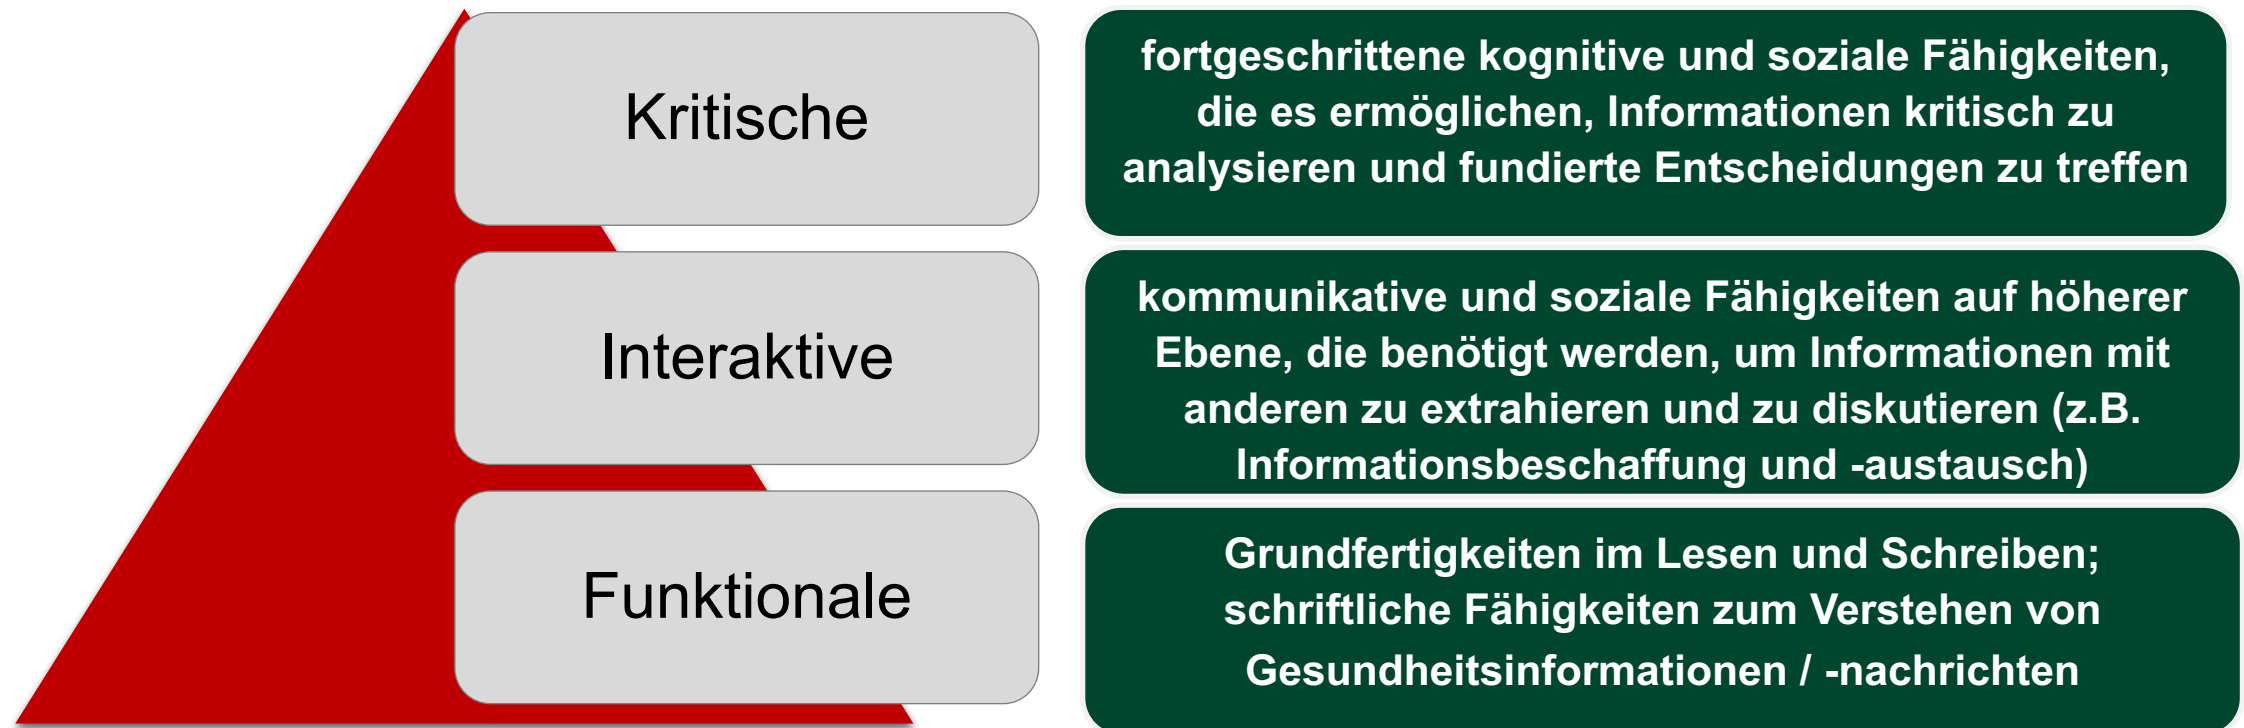 Kritische
fortgeschrittene kognitive und soziale Fähigkeiten,
die es ermöglichen, Informationen kritisch zu
analysieren und fundierte Entscheidungen zu treffen
Interaktive
kommunikative und soziale Fähigkeiten auf höherer
Ebene, die benötigt werden, um Informationen mit
anderen zu extrahieren und zu diskutieren (z.B.
Informationsbeschaffung und -austausch)
Funktionale
Grundfertigkeiten im Lesen und Schreiben;
schriftliche Fähigkeiten zum Verstehen von
Gesundheitsinformationen / -nachrichten